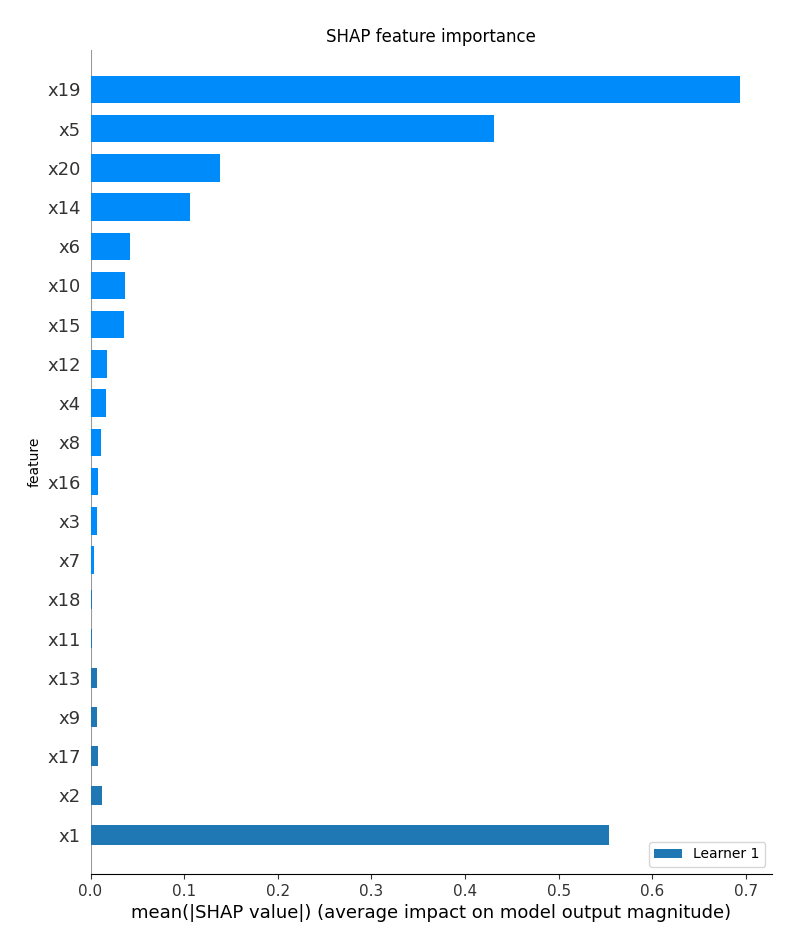 SHAP feature importance
x19
x5
x20
x14
x6
x10
x15
x12
x4
x8
x16
x3
x7
x18
x11
x13
x9
x17
x2
x1
feature
Learner 1
0.0 0.1 0.2 0.3 0.4 0.5 0.6 0.7
mean(|SHAP value|) (average impact on model output magnitude)